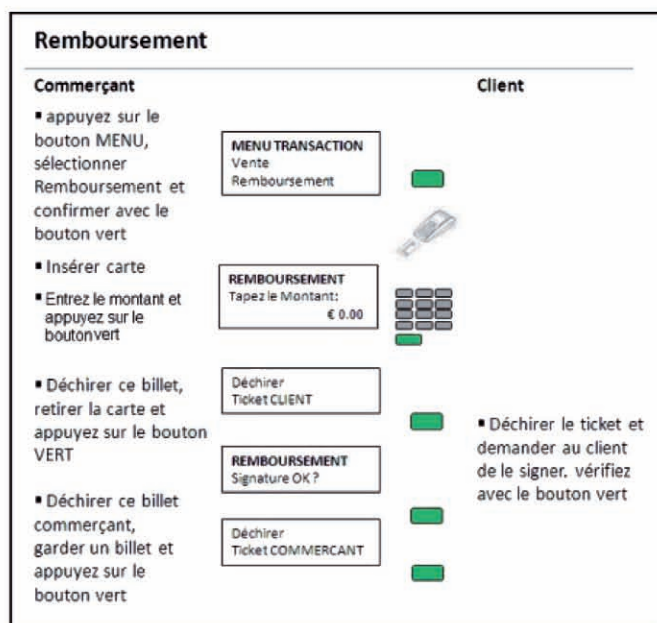 Remboursement
Commerçant
Client
▪ appuyez sur le
bouton MENU,
sélectionner
Remboursement et
confirmer avec le
bouton vert
MENU TRANSACTION
Vente
Remboursement
▪ Insérer carte
▪ Entrez le montant et
appuyez sur le
boutonvert
REMBOURSEMENT
Tapez le Montant:
€ 0.00
▪ Déchirer ce billet,
retirer la carte et
appuyez sur le bouton
VERT
Déchirer
Ticket CLIENT
▪ Déchirer le ticket et
demander au client
de le signer. vérifiez
avec le bouton vert
REMBOURSEMENT
Signature OK ?
▪ Déchirer ce billet
commerçant,
garder un billet et
appuyez sur le
bouton vert
Déchirer
Ticket COMMERCANT